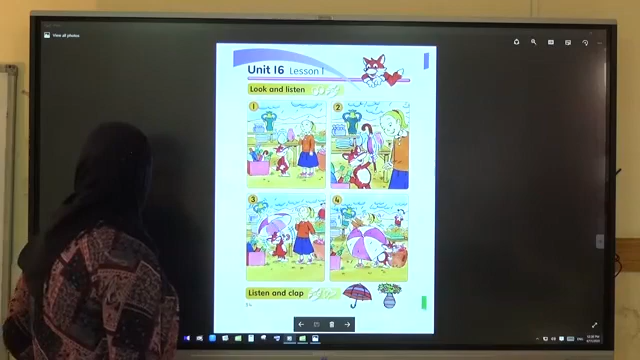 View all photos
Unit 16 Lesson 1
Look and listen
1
2
3
4
Listen and clap